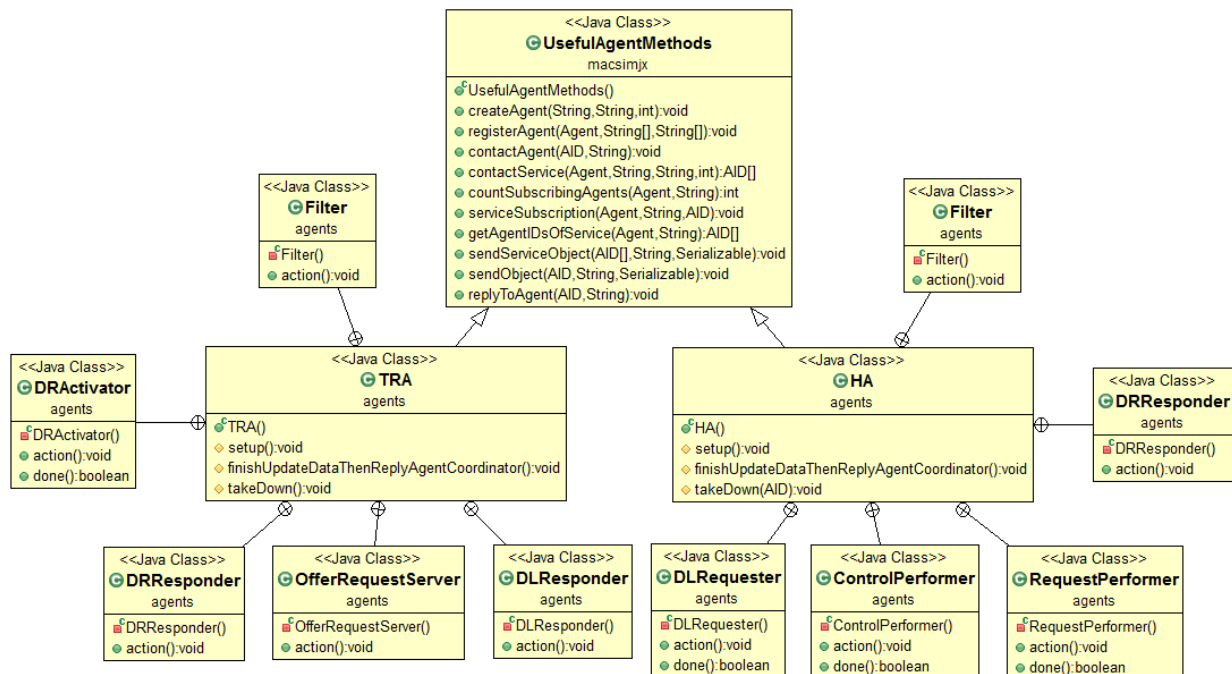 <<Java Class>>
UsefulAgentMethods
macsimjx
UsefulAgentMethods()
createAgent(String,String,int):void
registerAgent(Agent,String[],String[]):void
contactAgent(AID,String):void
contactService(Agent,String,String,int):AID[]
countSubscribingAgents(Agent,String):int
serviceSubscription(Agent,String,AID):void
getAgentIDsOfService(Agent,String):AID[]
sendServiceObject(AID[],String,Serializable):void
sendObject(AID,String,Serializable):void
replyToAgent(AID,String):void
<<Java Class>>
Filter
agents
Filter()
action():void
<<Java Class>>
Filter
agents
Filter()
action():void
<<Java Class>>
DRActivator
agents
DRActivator()
action():void
done():boolean
<<Java Class>>
TRA
agents
TRA()
setup():void
finishUpdateDataThenReplyAgentCoordinator():void
takeDown():void
<<Java Class>>
HA
agents
HA()
setup():void
finishUpdateDataThenReplyAgentCoordinator():void
takeDown(AID):void
<<Java Class>>
DRResponder
agents
DRResponder()
action():void
<<Java Class>>
DRResponder
agents
DRResponder()
action():void
<<Java Class>>
OfferRequestServer
agents
OfferRequestServer()
action():void
<<Java Class>>
DLResponder
agents
DLResponder()
action():void
<<Java Class>>
DLRequester
agents
DLRequester()
action():void
done():boolean
<<Java Class>>
ControlPerformer
agents
ControlPerformer()
action():void
done():boolean
<<Java Class>>
RequestPerformer
agents
RequestPerformer()
action():void
done():boolean